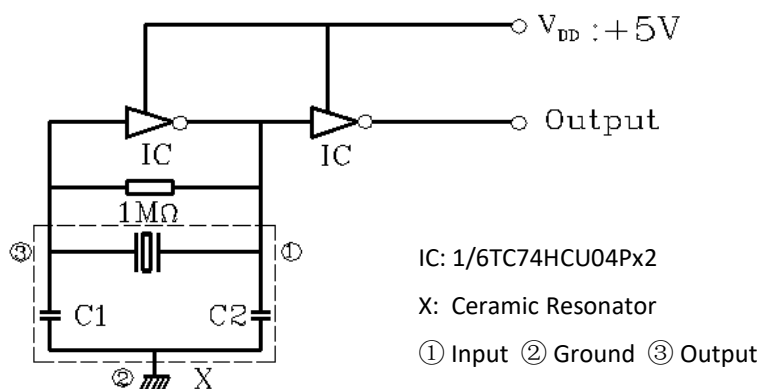 V_DD :+5V
Output
IC
IC
1MΩ
③ ①
C1 C2
② X
IC: 1/6TC74HCU04Px2
X: Ceramic Resonator
① Input ② Ground ③ Output